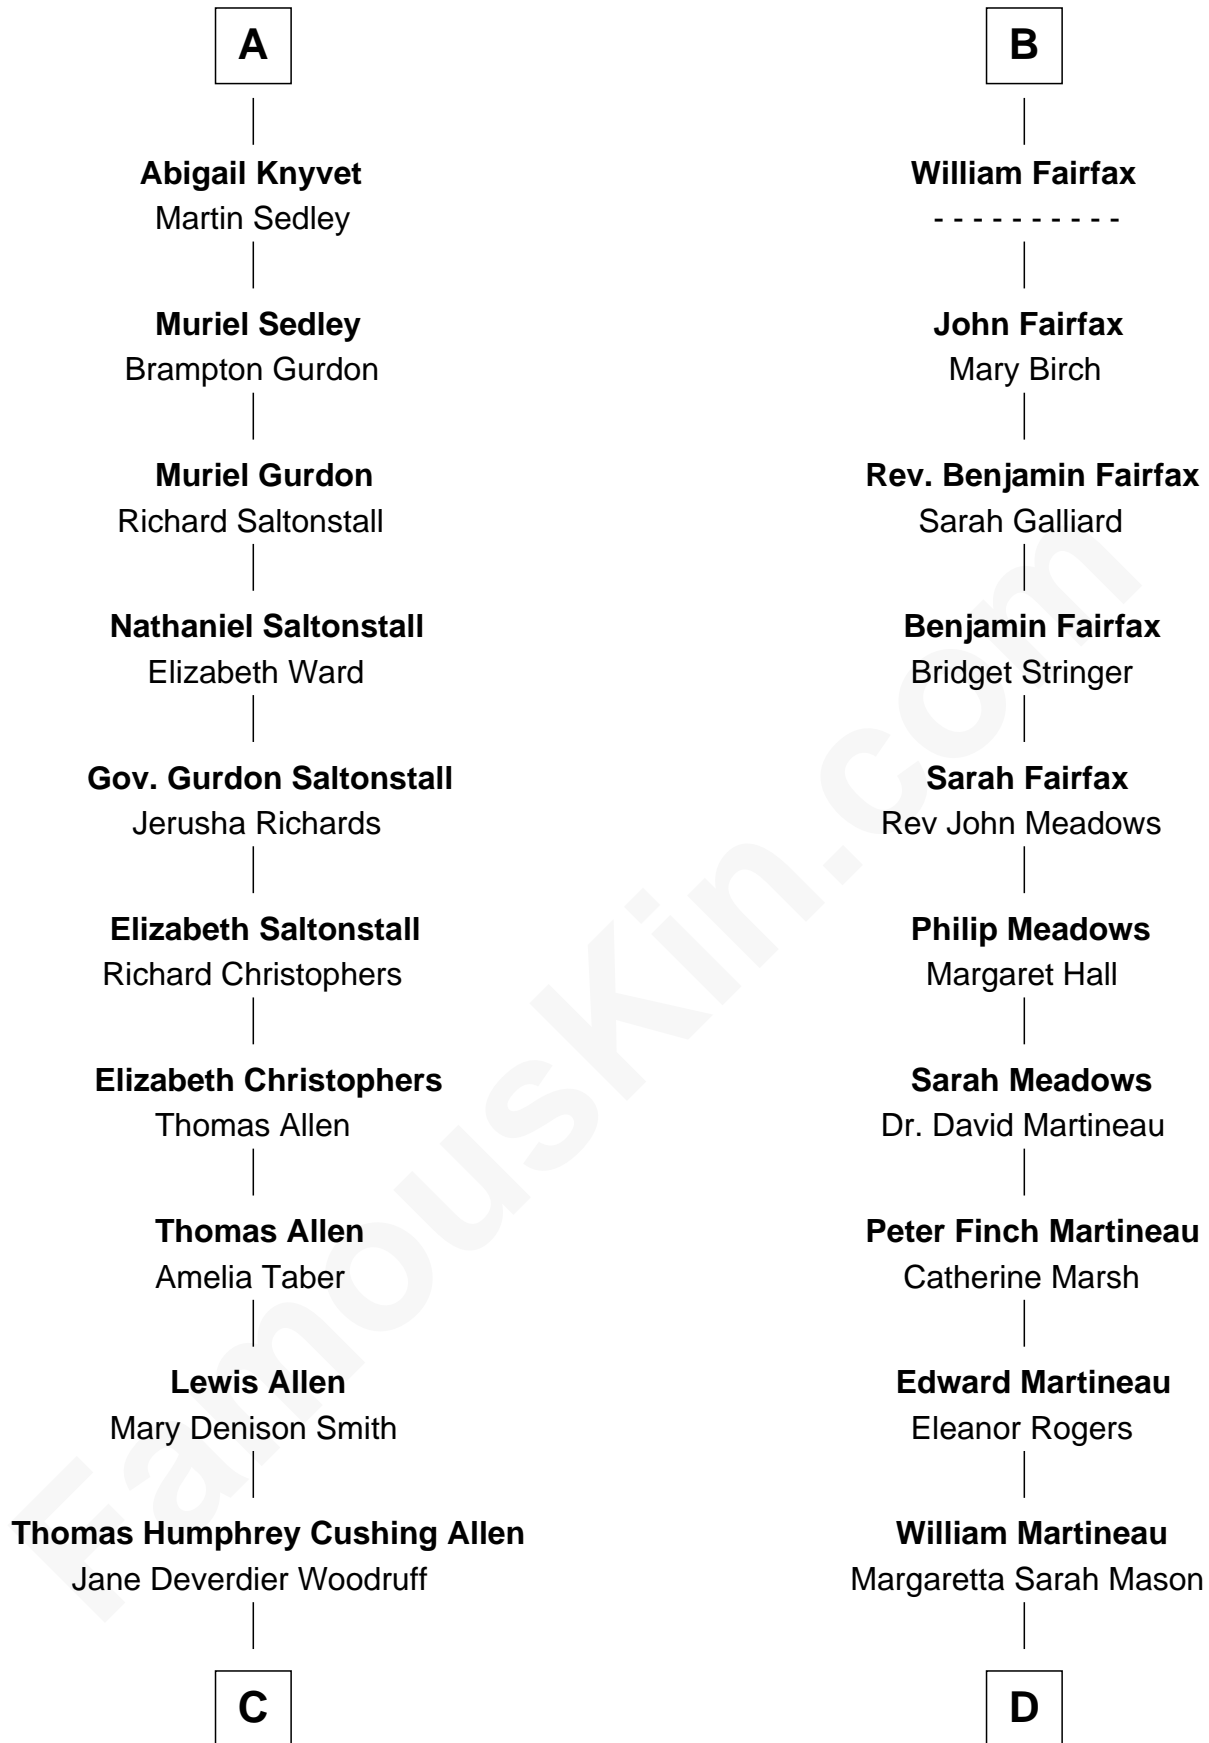 A
Abigail Knyvet
Martin Sedley
Muriel Sedley
Brampton Gurdon
Muriel Gurdon
Richard Saltonstall
Nathaniel Saltonstall
Elizabeth Ward
Gov. Gurdon Saltonstall
Jerusha Richards
Elizabeth Saltonstall
Richard Christophers
Elizabeth Christophers
Thomas Allen
Thomas Allen
Amelia Taber
Lewis Allen
Mary Denison Smith
Thomas Humphrey Cushing Allen
Jane Deverdier Woodruff
C
B
William Fairfax
- - - - - - - - - -
John Fairfax
Mary Birch
Rev. Benjamin Fairfax
Sarah Galliard
Benjamin Fairfax
Bridget Stringer
Sarah Fairfax
Rev John Meadows
Philip Meadows
Margaret Hall
Sarah Meadows
Dr. David Martineau
Peter Finch Martineau
Catherine Marsh
Edward Martineau
Eleanor Rogers
William Martineau
Margaretta Sarah Mason
D
FamousKin.com